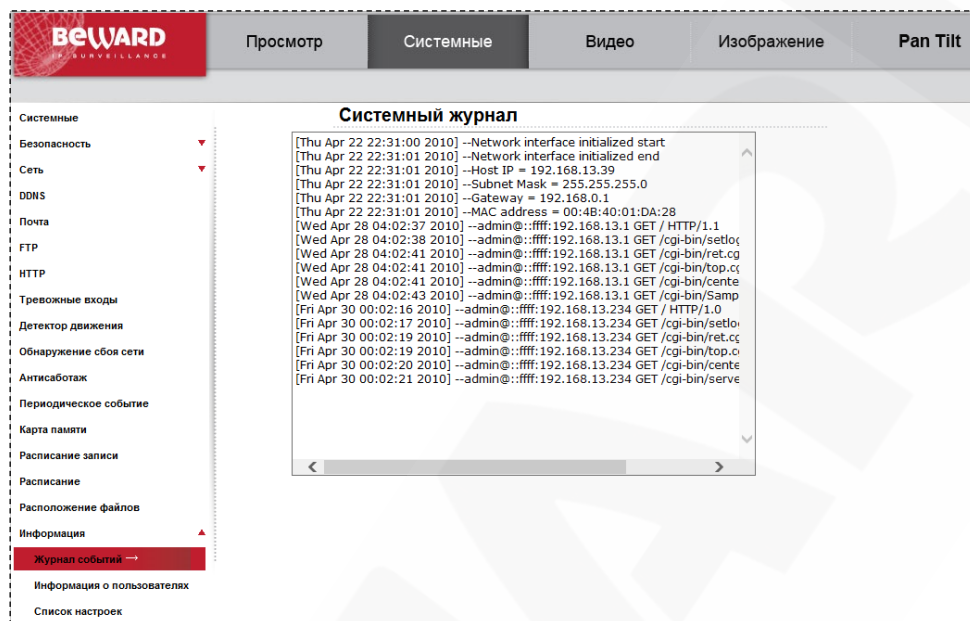 BEWARD
IP SURVEILLANCE
Просмотр
Системные
Видео
Изображение
Pan Tilt
Системные
Безопасность
Сеть
DDNS
Почта
FTP
HTTP
Тревожные входы
Детектор движения
Обнаружение сбоя сети
Антисаботаж
Периодическое событие
Карта памяти
Расписание записи
Расписание
Расположение файлов
Информация
Журнал событий →
Информация о пользователях
Список настроек
Системный журнал
[Thu Apr 22 22:31:00 2010] --Network interface initialized start
[Thu Apr 22 22:31:01 2010] --Network interface initialized end
[Thu Apr 22 22:31:01 2010] --Host IP = 192.168.13.39
[Thu Apr 22 22:31:01 2010] --Subnet Mask = 255.255.255.0
[Thu Apr 22 22:31:01 2010] --Gateway = 192.168.0.1
[Thu Apr 22 22:31:01 2010] --MAC address = 00:4B:40:01:DA:28
[Wed Apr 28 04:02:37 2010] --admin@::ffff:192.168.13.1 GET / HTTP/1.1
[Wed Apr 28 04:02:38 2010] --admin@::ffff:192.168.13.1 GET /cgi-bin/setlog
[Wed Apr 28 04:02:41 2010] --admin@::ffff:192.168.13.1 GET /cgi-bin/ret.cg
[Wed Apr 28 04:02:41 2010] --admin@::ffff:192.168.13.1 GET /cgi-bin/top.cg
[Wed Apr 28 04:02:41 2010] --admin@::ffff:192.168.13.1 GET /cgi-bin/cente
[Wed Apr 28 04:02:43 2010] --admin@::ffff:192.168.13.1 GET /cgi-bin/Samp
[Fri Apr 30 00:02:16 2010] --admin@::ffff:192.168.13.234 GET / HTTP/1.0
[Fri Apr 30 00:02:17 2010] --admin@::ffff:192.168.13.234 GET /cgi-bin/setlo
[Fri Apr 30 00:02:19 2010] --admin@::ffff:192.168.13.234 GET /cgi-bin/ret.cg
[Fri Apr 30 00:02:19 2010] --admin@::ffff:192.168.13.234 GET /cgi-bin/top.c
[Fri Apr 30 00:02:20 2010] --admin@::ffff:192.168.13.234 GET /cgi-bin/cente
[Fri Apr 30 00:02:21 2010] --admin@::ffff:192.168.13.234 GET /cgi-bin/serve